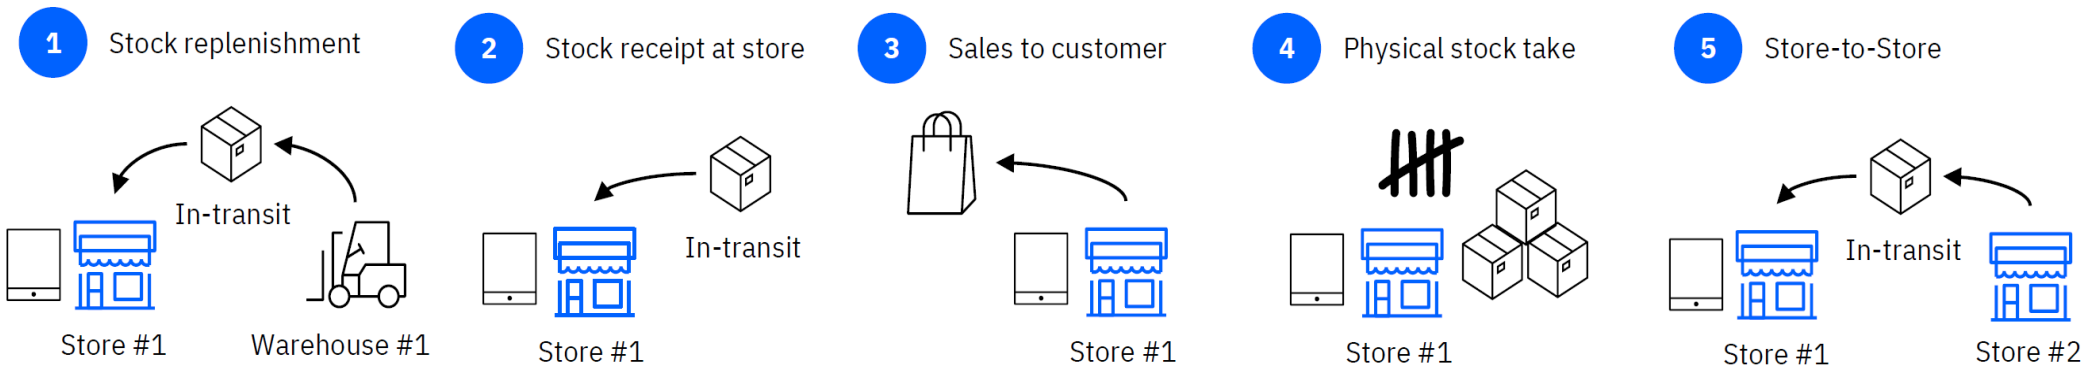 1 Stock replenishment
In-transit
Store #1
Warehouse #1
2 Stock receipt at store
In-transit
Store #1
3 Sales to customer
Store #1
4 Physical stock take
Store #1
5 Store-to-Store
In-transit
Store #1
Store #2